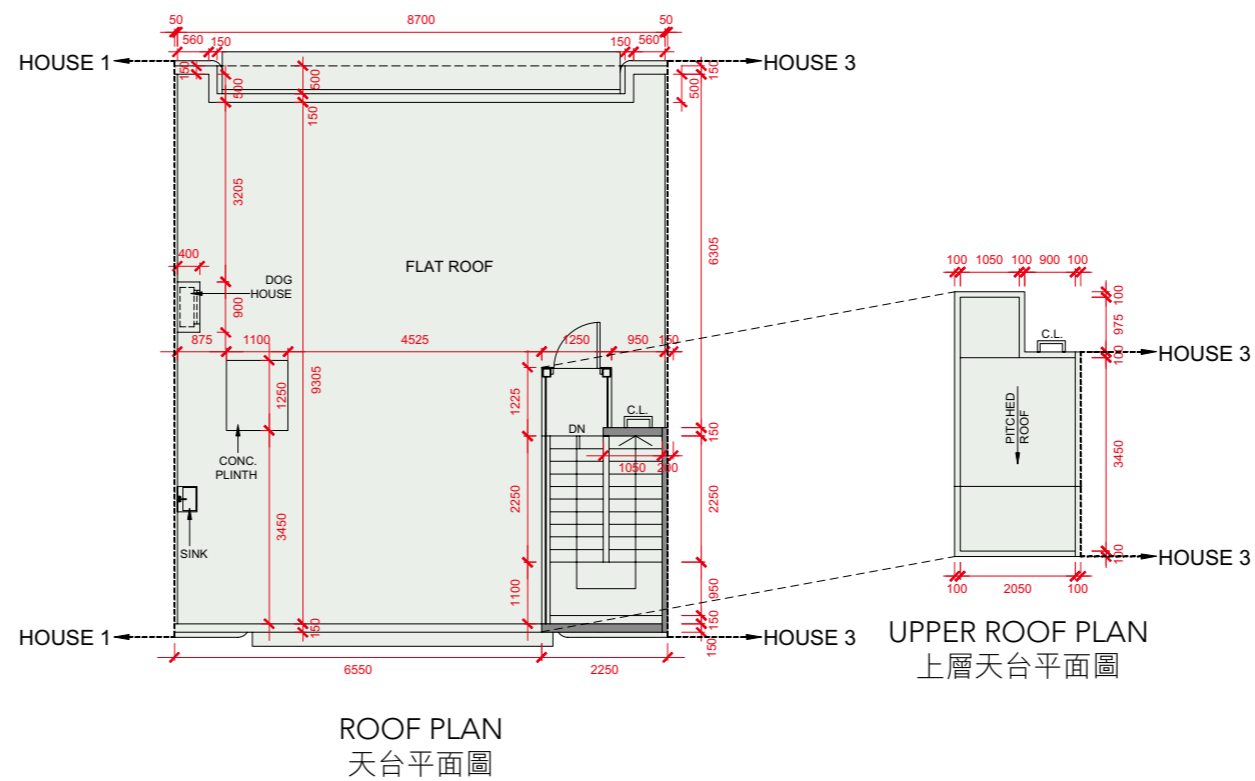 50 8700 50
560 150 150 560
HOUSE 1 HOUSE 3
150 500 500 150 500
150
3205
6305
400
FLAT ROOF
DOG
HOUSE
900
875 1100 4525 1250 950 150
1250
9305
1225
C.L.
DN
150
CONC.
PLINTH
1050 200
3450
2250
2250
SINK
1100
950
150
150
150
HOUSE 1 HOUSE 3
6550 2250
ROOF PLAN
天台平面圖
100 1050 100 900 100
100
975
C.L.
HOUSE 3
100
PITCHED
ROOF
3450
100
HOUSE 3
100 2050 100
UPPER ROOF PLAN
上層天台平面圖